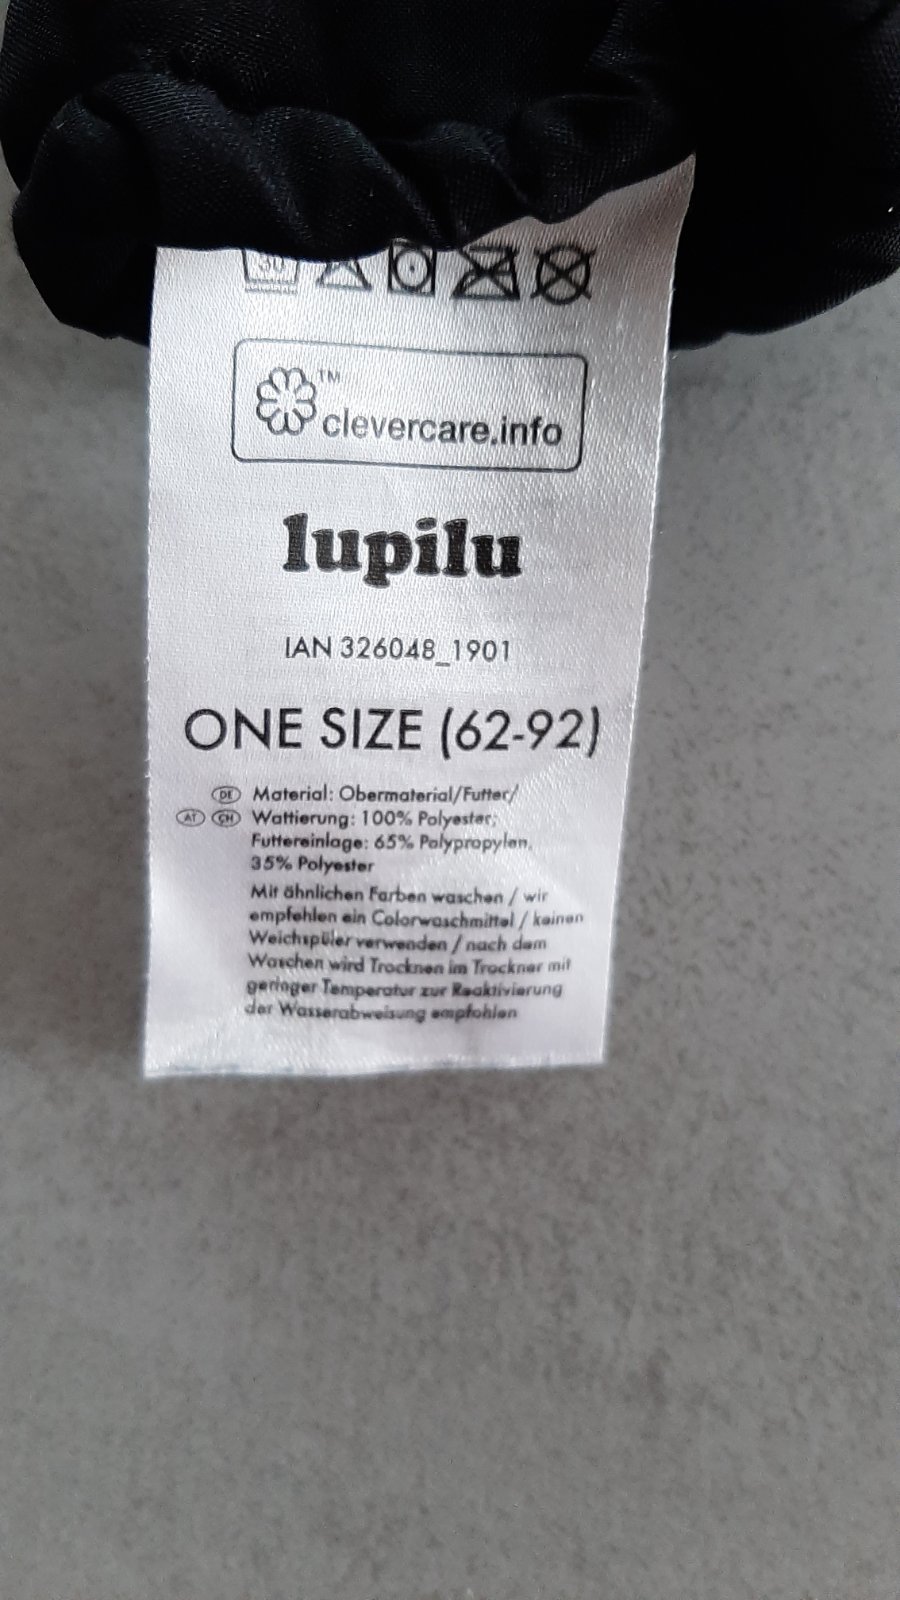 30
TM
clevercare.info
lupilu
IAN 326048_1901
ONE SIZE (62-92)
DE Material: Obermaterial/Futter/
AT CH Wattierung: 100% Polyester;
Futtereinlage: 65% Polypropylen,
35% Polyester
Mit ähnlichen Farben waschen / wir
empfehlen ein Colorwaschmittel / keinen
Weichspüler verwenden / nach dem
Waschen wird Trocknen im Trockner mit
geringer Temperatur zur Reaktivierung
der Wasserabweisung empfohlen